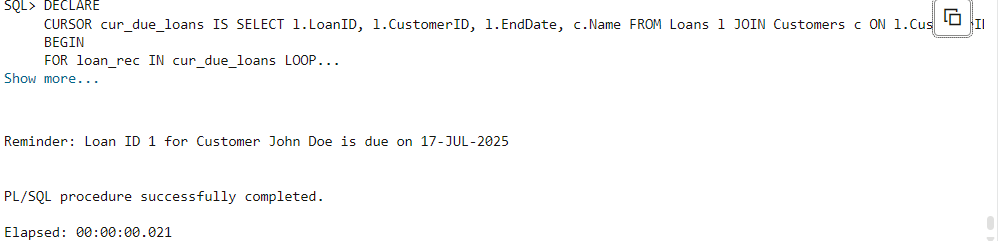 SQL> DECLARE
CURSOR cur_due_loans IS SELECT l.LoanID, l.CustomerID, l.EndDate, c.Name FROM Loans l JOIN Customers c ON
BEGIN
FOR loan_rec IN cur_due_loans LOOP...
Show more...
Reminder: Loan ID 1 for Customer John Doe is due on 17-JUL-2025
PL/SQL procedure successfully completed.
Elapsed: 00:00:00.021